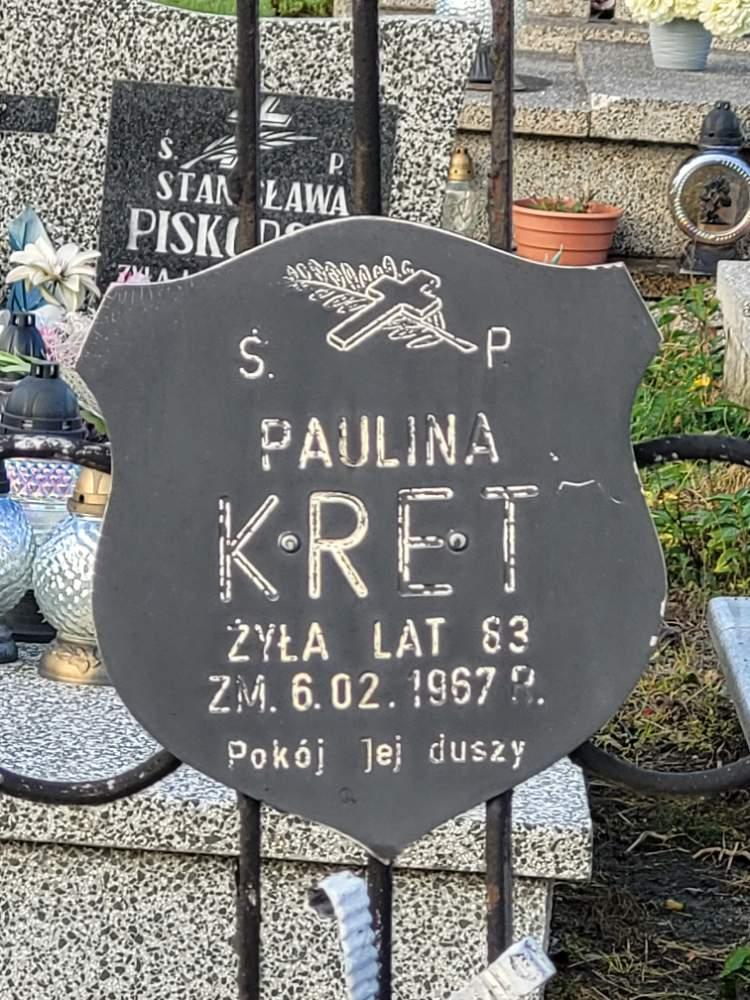 Ś. P.
STANISŁAWA
Ś. P.
PAULINA
KRET
ŻYŁA LAT 83
ZM. 6.02.1967 R.
Pokój Jej duszy